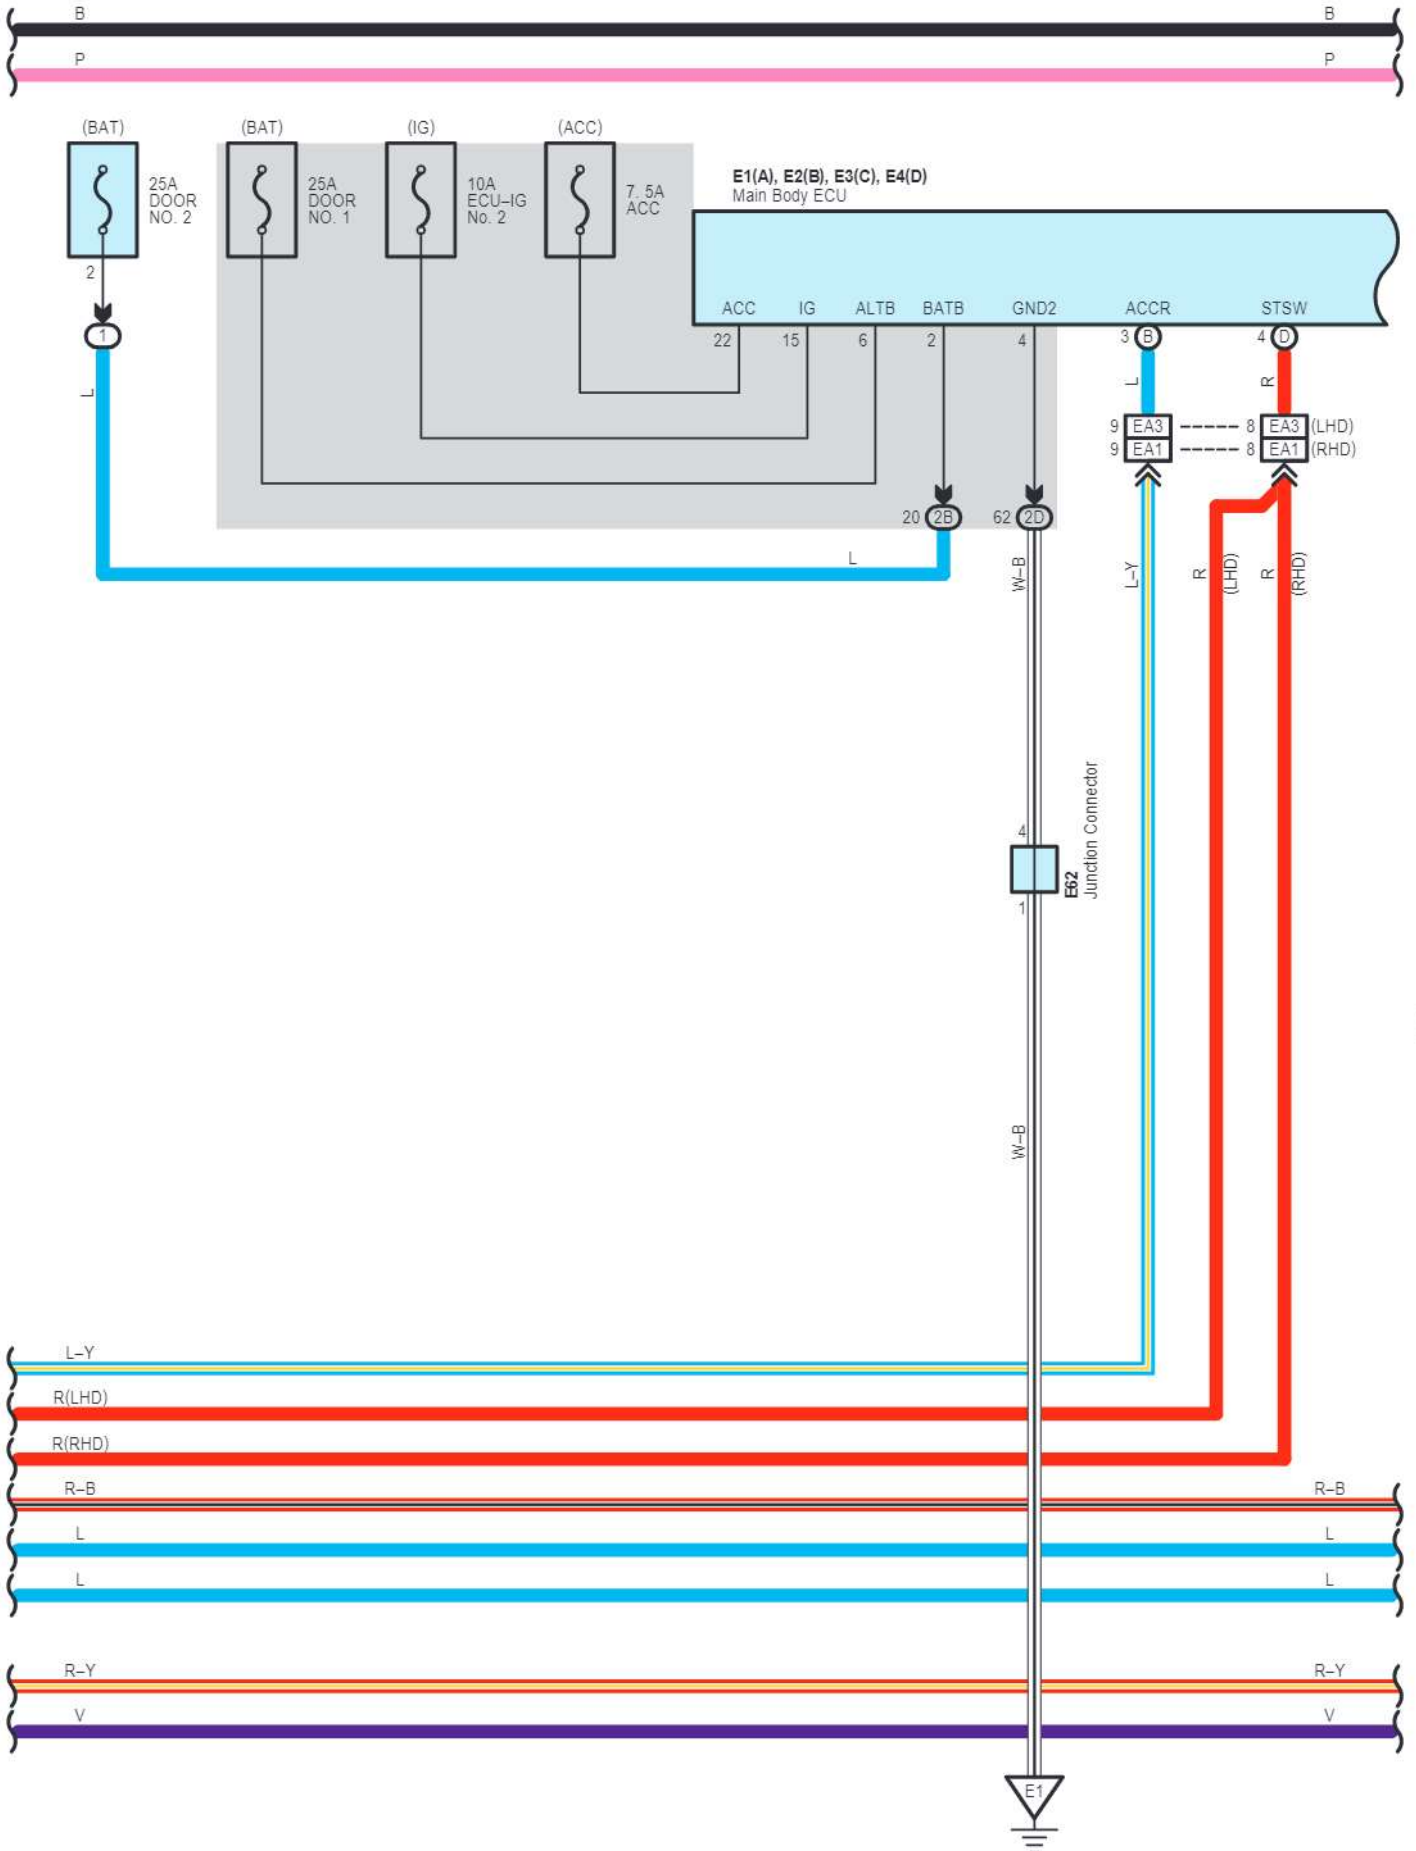 B B
P P
(BAT) (BAT) (IG) (ACC)
25A
DOOR
NO. 2
25A
DOOR
NO. 1
10A
ECU–IG
No. 2
7. 5A
ACC
E1(A), E2(B), E3(C), E4(D)
Main Body ECU
2
1
ACC IG ALTB BATB GND2 ACCR STSW
22 15 6 2 4 3 B 4 D
L L R
9 EA3 8 EA3 (LHD)
9 EA1 8 EA1 (RHD)
20 2B 62 2D
L
W–B
L–Y
R
(LHD)
R
(RHD)
4
1
E62
Junction Connector
W–B
L–Y
R(LHD)
R(RHD)
R–B R–B
L L
L L
R–Y R–Y
V V
E1